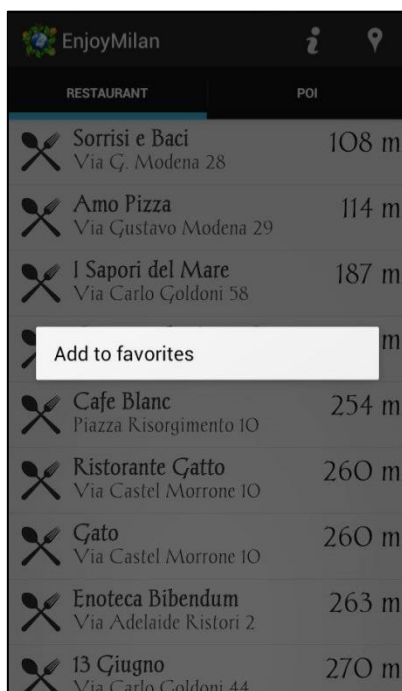 EnjoyMilan
RESTAURANT
POI
Sorrisi e Baci
108 m
Via G. Modena 28
Amo Pizza
114 m
Via Gustavo Modena 29
I Sapori del Mare
187 m
Via Carlo Goldoni 58
m
Add to favorites
Cafe Blanc
254 m
Piazza Risorgimento 10
Ristorante Gatto
260 m
Via Castel Morrone 10
Gato
260 m
Via Castel Morrone 10
Enoteca Bibendum
263 m
Via Adelaide Ristori 2
13 Giugno
270 m
Via Carlo Goldoni 44